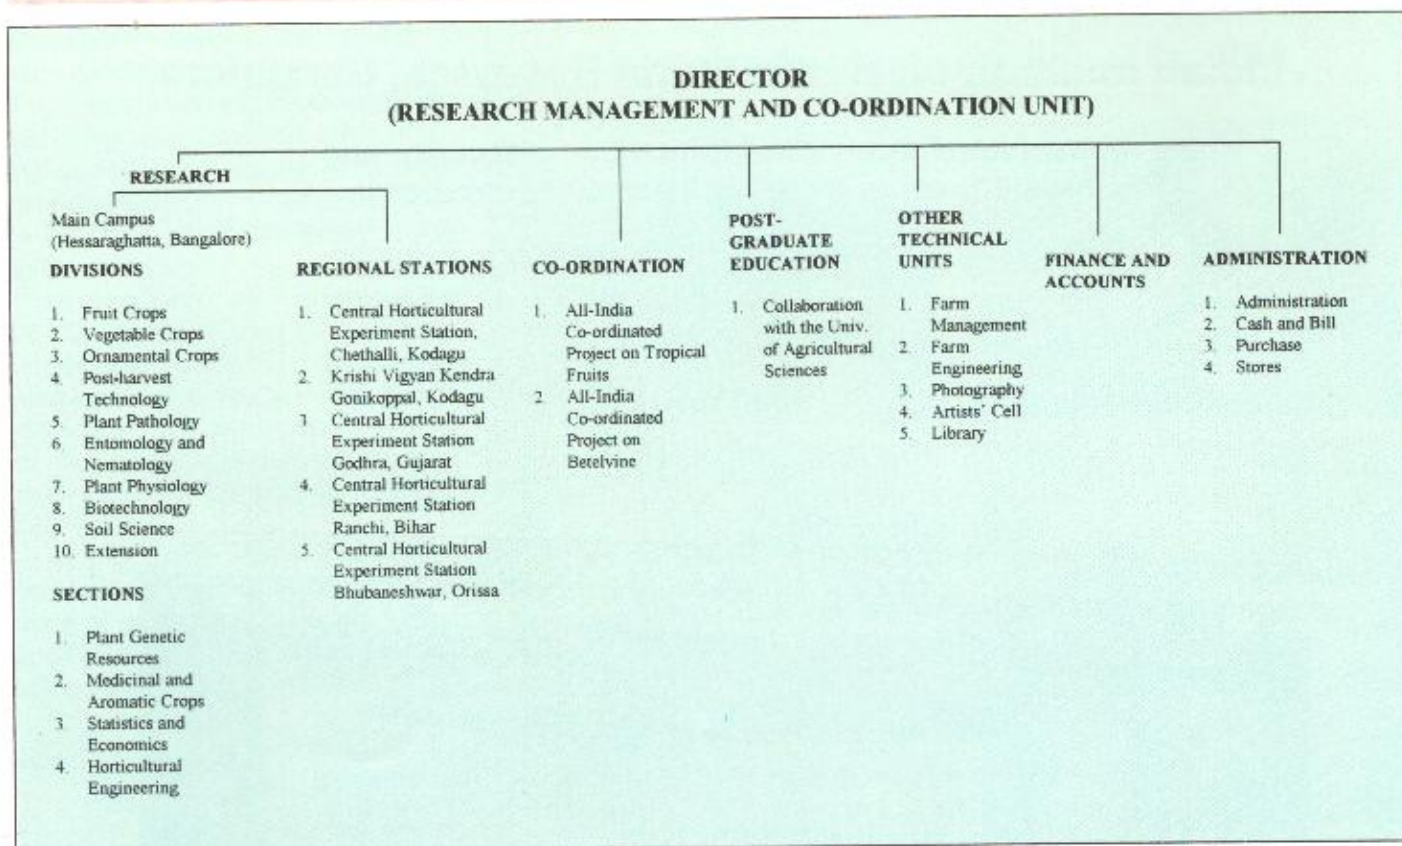 DIRECTOR
(RESEARCH MANAGEMENT AND CO-ORDINATION UNIT)
RESEARCH
Main Campus
(Hessaraghatta, Bangalore)
DIVISIONS
1. Fruit Crops
2. Vegetable Crops
3. Ornamental Crops
4. Post-harvest
Technology
5. Plant Pathology
6. Entomology and
Nematology
7. Plant Physiology
8. Biotechnology
9. Soil Science
10. Extension
SECTIONS
1. Plant Genetic
Resources
2. Medicinal and
Aromatic Crops
3. Statistics and
Economics
4. Horticultural
Engineering
REGIONAL STATIONS
1. Central Horticultural
Experiment Station,
Chethalli, Kodagu
2. Krishi Vigyan Kendra
Gonikoppal, Kodagu
3. Central Horticultural
Experiment Station
Godhra, Gujarat
4. Central Horticultural
Experiment Station
Ranchi, Bihar
5. Central Horticultural
Experiment Station
Bhubaneshwar, Orissa
CO-ORDINATION
1. All-India
Co-ordinated
Project on Tropical
Fruits
2. All-India
Co-ordinated
Project on
Betelvine
POST-
GRADUATE
EDUCATION
1. Collaboration
with the Univ.
of Agricultural
Sciences
OTHER
TECHNICAL
UNITS
1. Farm
Management
2. Farm
Engineering
3. Photography
4. Artists' Cell
5. Library
FINANCE AND
ACCOUNTS
ADMINISTRATION
1. Administration
2. Cash and Bill
3. Purchase
4. Stores